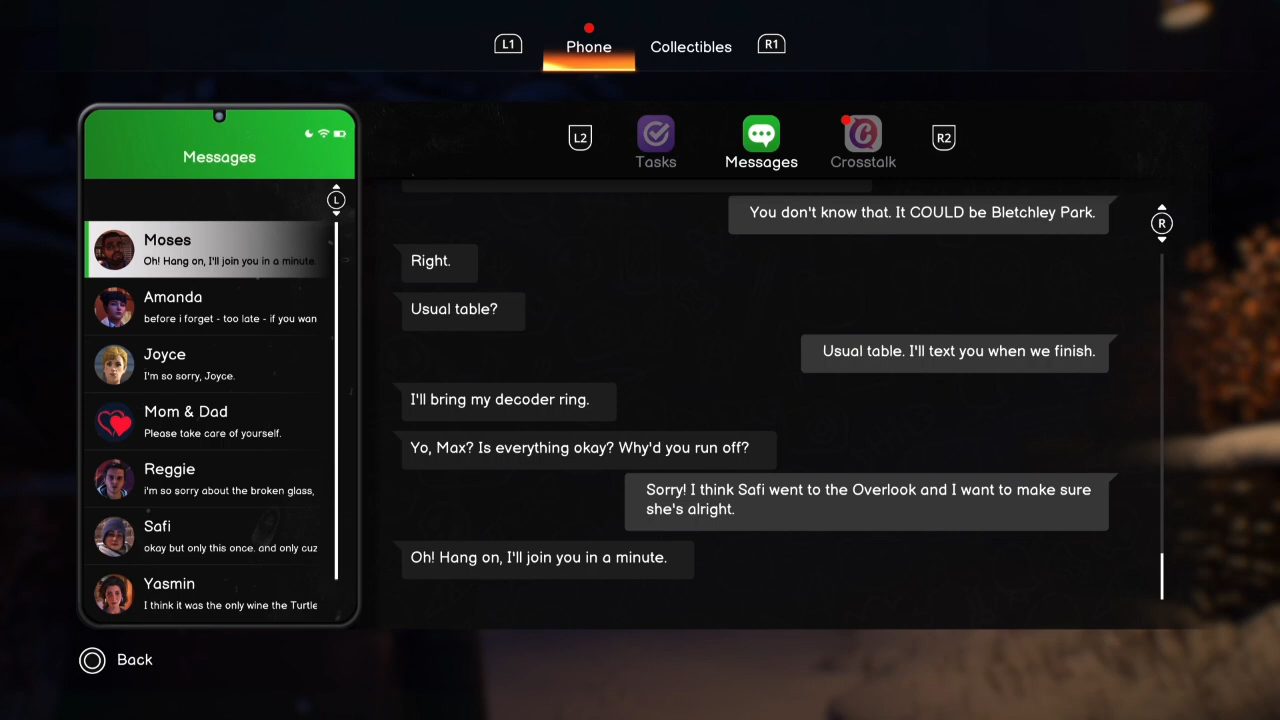 L1
Phone
Collectibles
R1
Messages
L
Moses
Oh! Hang on, I'll join you in a minute.
Amanda
before i forget - too late - if you wan
Joyce
I'm so sorry, Joyce.
Mom & Dad
Please take care of yourself.
Reggie
i'm so sorry about the broken glass,
Safi
okay but only this once. and only cuz
Yasmin
I think it was the only wine the Turtle
L2
Tasks
Messages
Crosstalk
R2
R
You don't know that. It COULD be Bletchley Park.
Right.
Usual table?
Usual table. I'll text you when we finish.
I'll bring my decoder ring.
Yo, Max? Is everything okay? Why'd you run off?
Sorry! I think Safi went to the Overlook and I want to make sure
she's alright.
Oh! Hang on, I'll join you in a minute.
Back